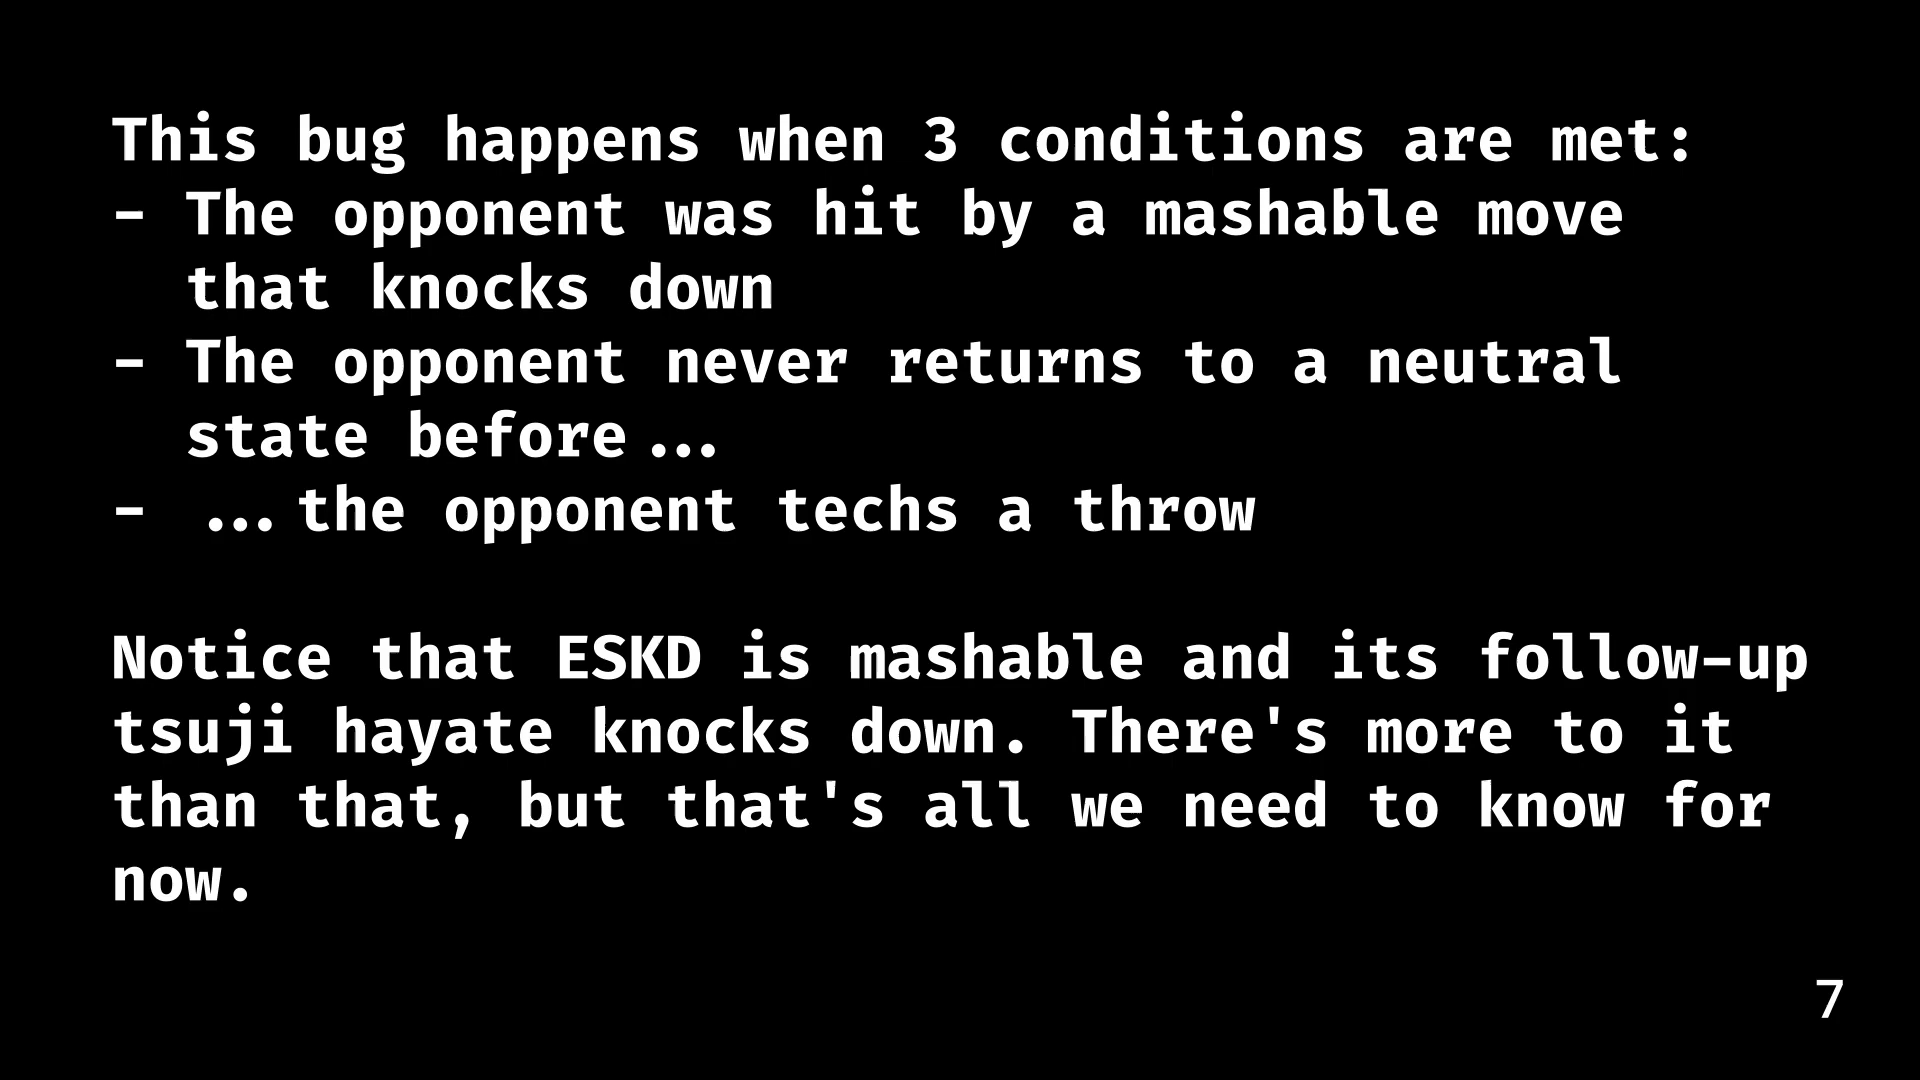 This bug happens when 3 conditions are met:
- The opponent was hit by a mashable move
that knocks down
- The opponent never returns to a neutral
state before...
- ...the opponent techs a throw
Notice that ESKD is mashable and its follow-up
tsuji hayate knocks down. There's more to it
than that, but that's all we need to know for
now.
7